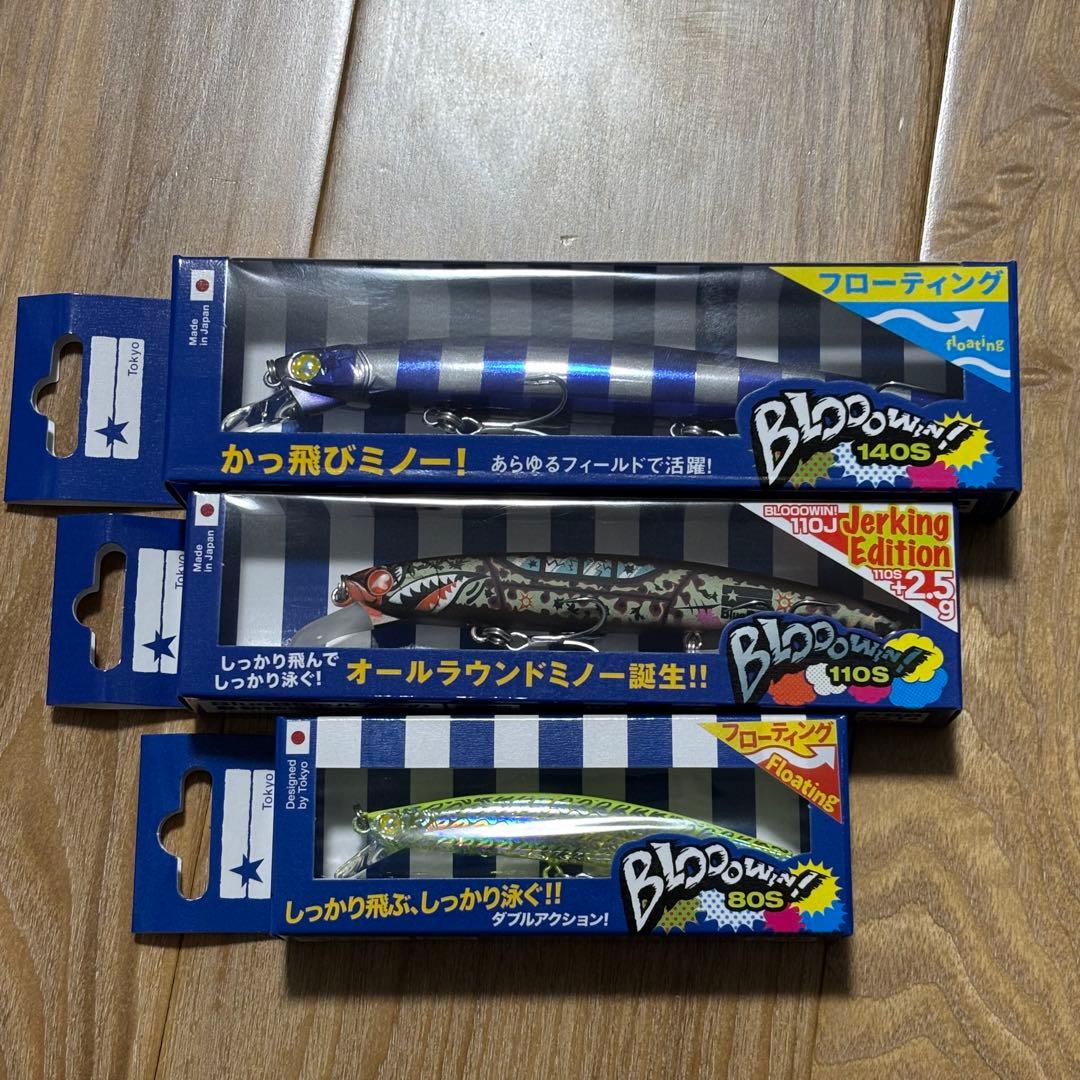 Tokyo
Made
in Japan
フローティング
floating
BLOOOWIN!
140S
かっ飛びミノー!
あらゆるフィールドで活躍!
Tokyo
Made
in Japan
BLOOOWIN!
110J
Jerking
Edition
110S
+2.5
g
しっかり飛んで
しっかり泳ぐ!
オールラウンドミノー誕生!!
BLOOOWIN!
110S
Tokyo
Designed
by Tokyo
フローティング
Floating
しっかり飛ぶ、しっかり泳ぐ!!
ダブルアクション!
BLOOOWIN!
80S